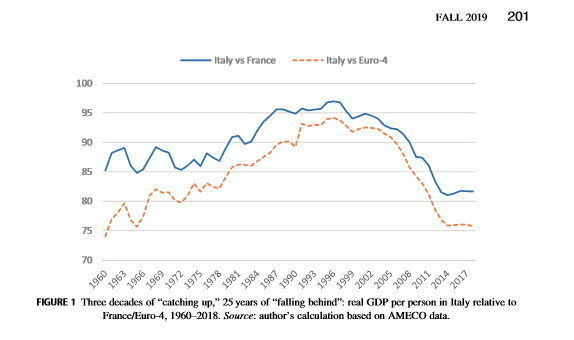 FALL 2019 201
Italy vs France Italy vs Euro-4
100
95
90
85
80
75
70
1960 1963 1966 1969 1972 1975 1978 1981 1984 1987 1990 1993 1996 1999 2002 2005 2008 2011 2014 2017
FIGURE 1 Three decades of “catching up,” 25 years of “falling behind”: real GDP per person in Italy relative to
France/Euro-4, 1960–2018. Source: author’s calculation based on AMECO data.